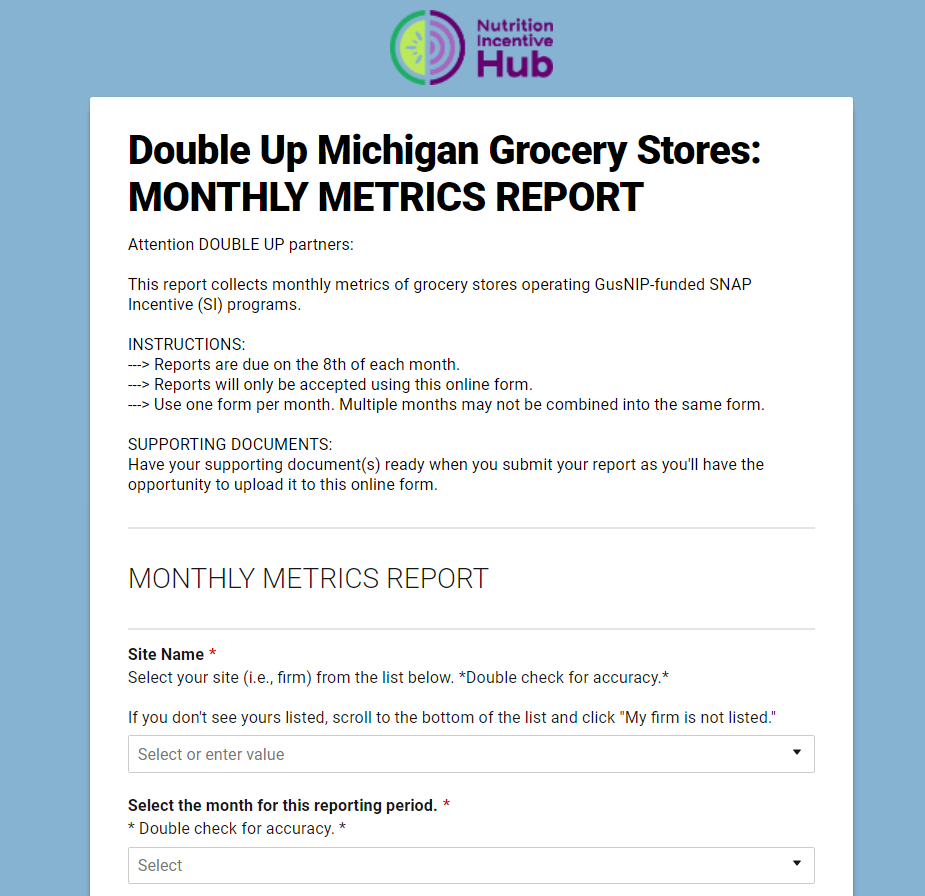 Nutrition
Incentive
Hub
Double Up Michigan Grocery Stores:
MONTHLY METRICS REPORT
Attention DOUBLE UP partners:
This report collects monthly metrics of grocery stores operating GusNIP-funded SNAP
Incentive (SI) programs.
INSTRUCTIONS:
---> Reports are due on the 8th of each month.
---> Reports will only be accepted using this online form.
---> Use one form per month. Multiple months may not be combined into the same form.
SUPPORTING DOCUMENTS:
Have your supporting document(s) ready when you submit your report as you'll have the
opportunity to upload it to this online form.
MONTHLY METRICS REPORT
Site Name *
Select your site (i.e., firm) from the list below. *Double check for accuracy.*
If you don't see yours listed, scroll to the bottom of the list and click "My firm is not listed."
Select or enter value
Select the month for this reporting period. *
* Double check for accuracy. *
Select